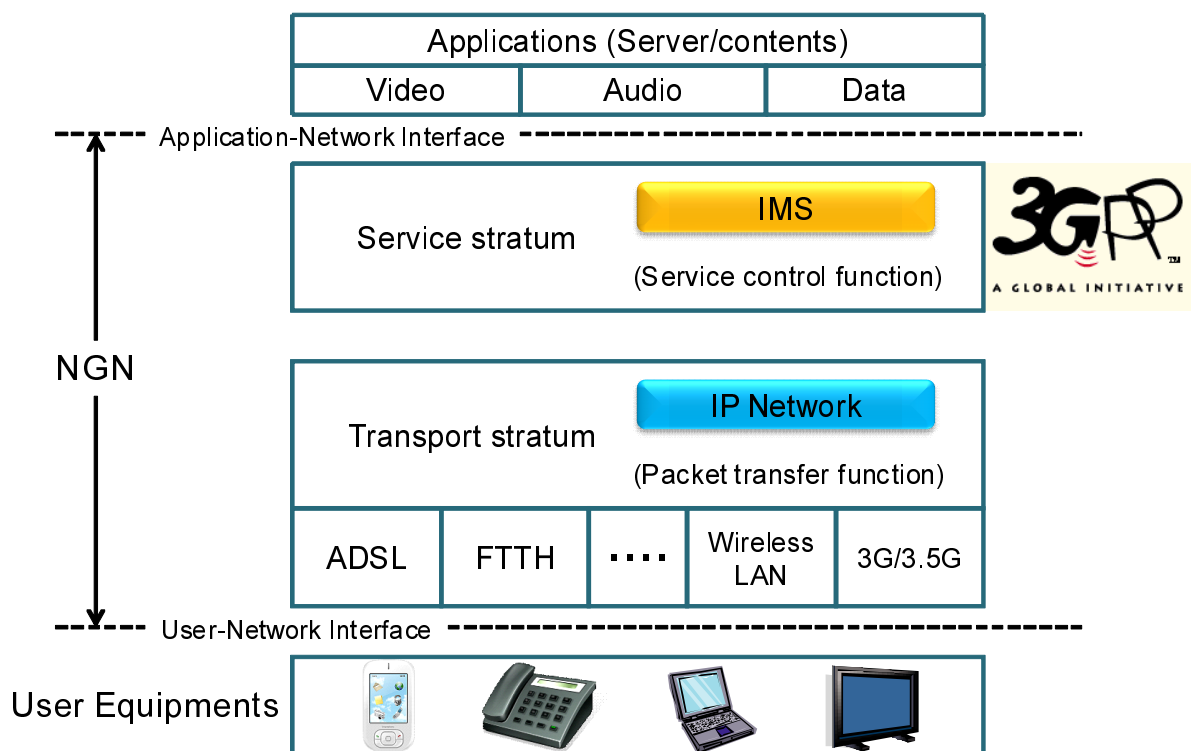 Applications (Server/contents)
Video Audio Data
Application-Network Interface
IMS
Service stratum
(Service control function)
3GPP TM
A GLOBAL INITIATIVE
NGN
IP Network
Transport stratum
(Packet transfer function)
ADSL FTTH ···· Wireless LAN 3G/3.5G
User-Network Interface
User Equipments